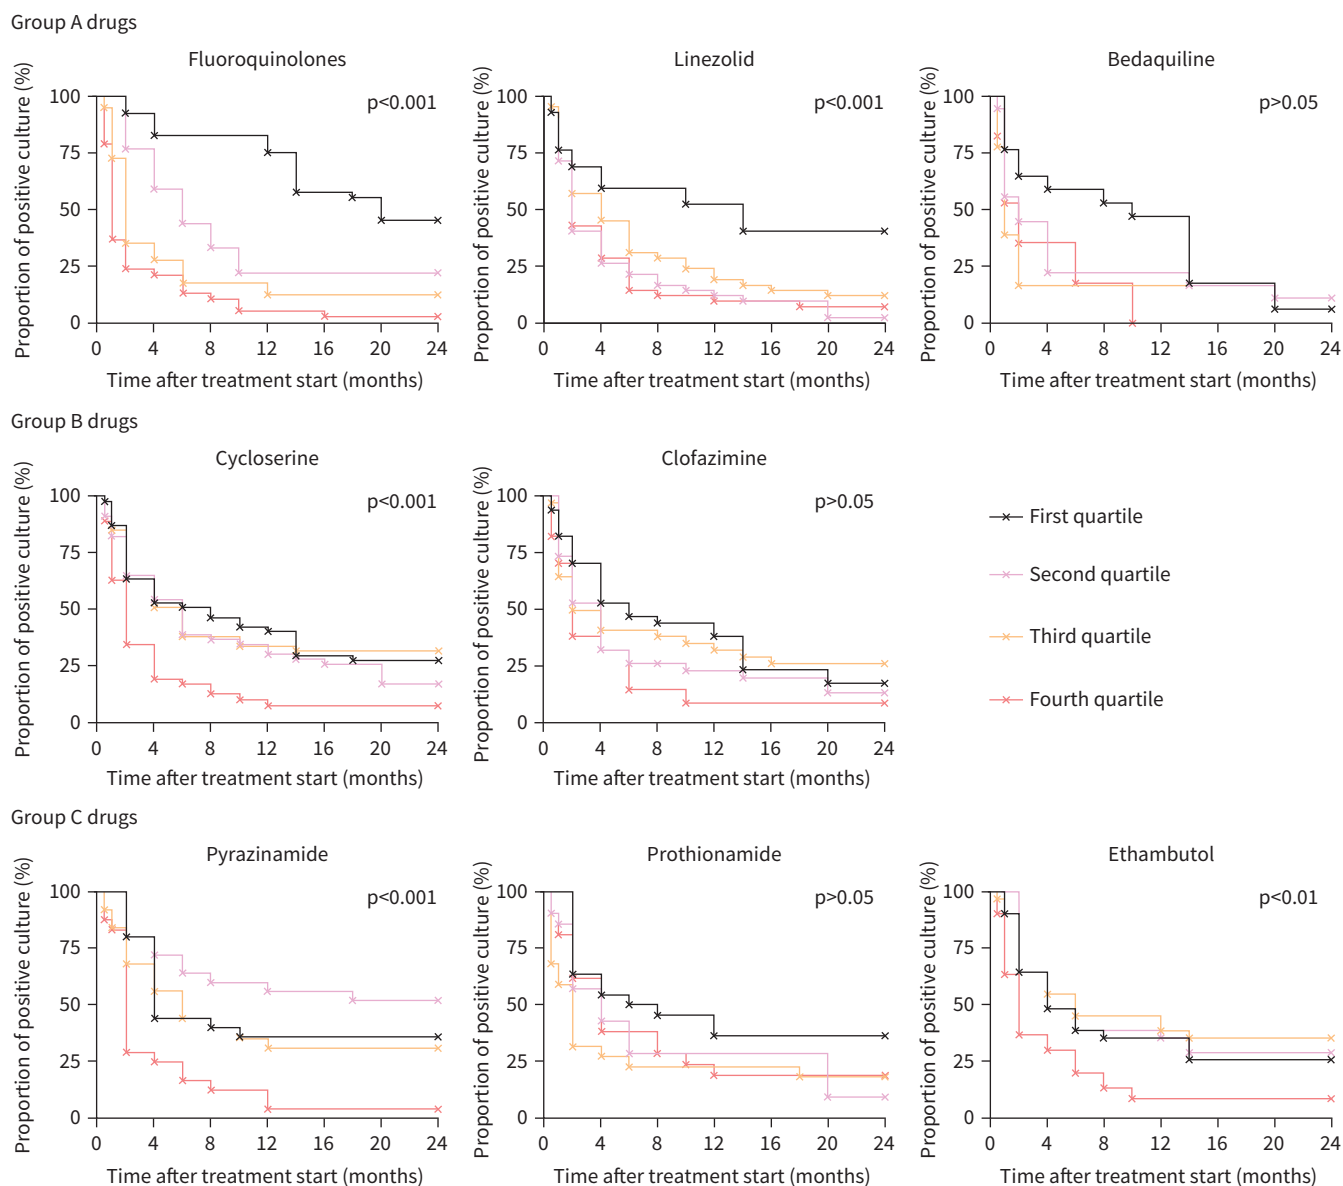 Group A drugs
Fluoroquinolones
Linezolid
Bedaquiline
Proportion of positive culture (%)
100
75
50
25
0
p<0.001
0 4 8 12 16 20 24
Time after treatment start (months)
Proportion of positive culture (%)
100
75
50
25
0
p<0.001
0 4 8 12 16 20 24
Time after treatment start (months)
Proportion of positive culture (%)
100
75
50
25
0
p>0.05
0 4 8 12 16 20 24
Time after treatment start (months)
Group B drugs
Cycloserine
Clofazimine
Proportion of positive culture (%)
100
75
50
25
0
p<0.001
0 4 8 12 16 20 24
Time after treatment start (months)
Proportion of positive culture (%)
100
75
50
25
0
p>0.05
0 4 8 12 16 20 24
Time after treatment start (months)
First quartile
Second quartile
Third quartile
Fourth quartile
Group C drugs
Pyrazinamide
Prothionamide
Ethambutol
Proportion of positive culture (%)
100
75
50
25
0
p<0.001
0 4 8 12 16 20 24
Time after treatment start (months)
Proportion of positive culture (%)
100
75
50
25
0
p>0.05
0 4 8 12 16 20 24
Time after treatment start (months)
Proportion of positive culture (%)
100
75
50
25
0
p<0.01
0 4 8 12 16 20 24
Time after treatment start (months)